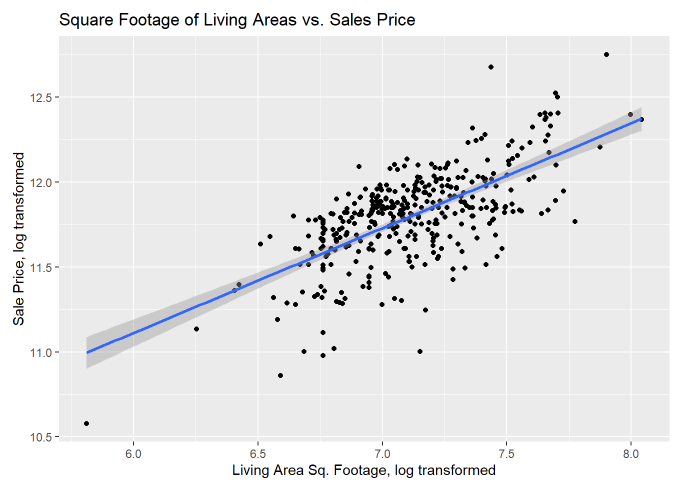 Square Footage of Living Areas vs. Sales Price
12.5
12.0
11.5
11.0
10.5
Sale Price, log transformed
6.0 6.5 7.0 7.5 8.0
Living Area Sq. Footage, log transformed